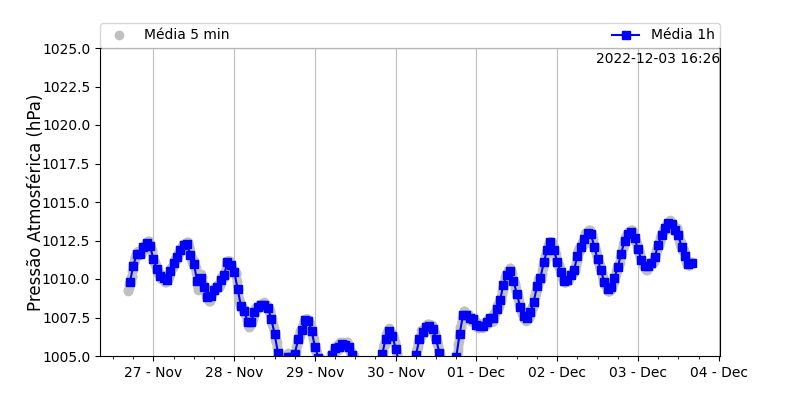 Média 5 min
Média 1h
2022-12-03 16:26
Pressão Atmosférica (hPa)
1025.0
1022.5
1020.0
1017.5
1015.0
1012.5
1010.0
1007.5
1005.0
27 - Nov
28 - Nov
29 - Nov
30 - Nov
01 - Dec
02 - Dec
03 - Dec
04 - Dec